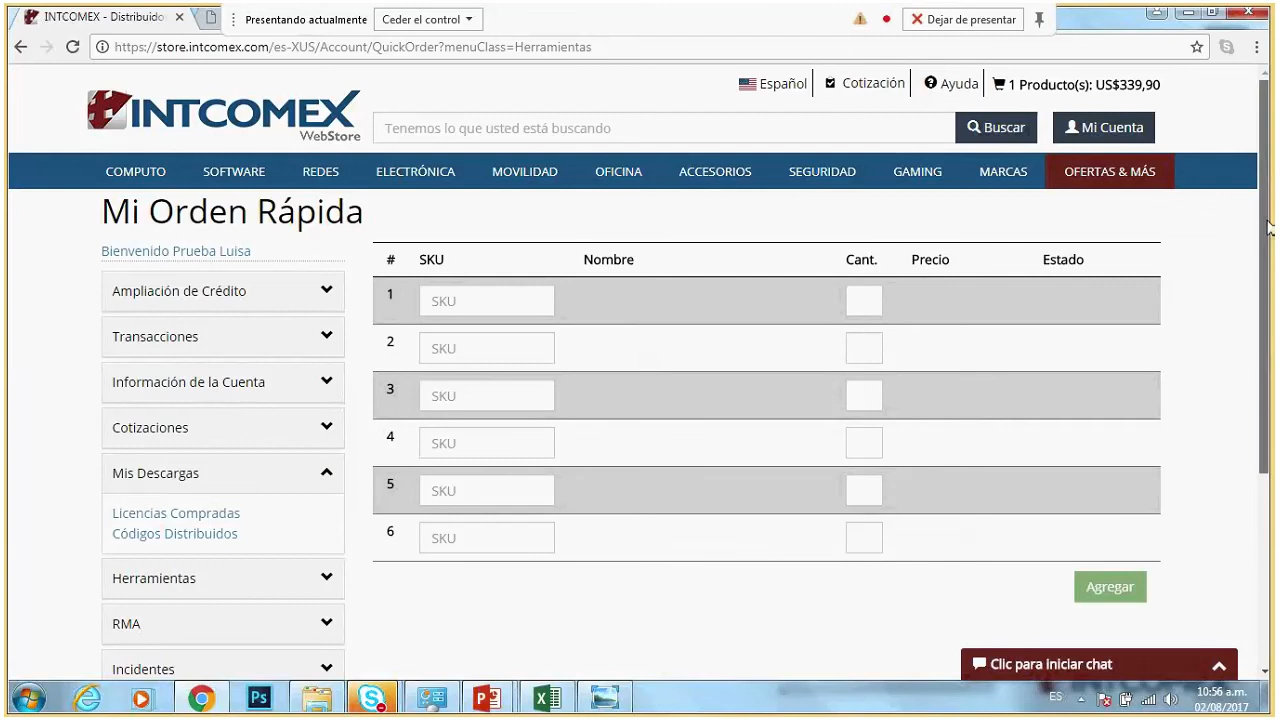 INTCOMEX - Distribuido
Presentando actualmente
Ceder el control
Dejar de presentar
https://store.intcomex.com/es-XUS/Account/QuickOrder?menuClass=Herramientas
Español
Cotización
Ayuda
1 Producto(s): US$339,90
INTCOMEX
WebStore
Tenemos lo que usted está buscando
Buscar
Mi Cuenta
COMPUTO SOFTWARE REDES ELECTRÓNICA MOVILIDAD OFICINA ACCESORIOS SEGURIDAD GAMING MARCAS OFERTAS & MÁS
Mi Orden Rápida
Bienvenido Prueba Luisa
Ampliación de Crédito
Transacciones
Información de la Cuenta
Cotizaciones
Mis Descargas
Licencias Compradas
Códigos Distribuidos
Herramientas
RMA
Incidentes
# SKU Nombre Cant. Precio Estado
1 SKU
2 SKU
3 SKU
4 SKU
5 SKU
6 SKU
Agregar
Clic para iniciar chat
Ps
ES
10:56 a.m.
02/08/2017